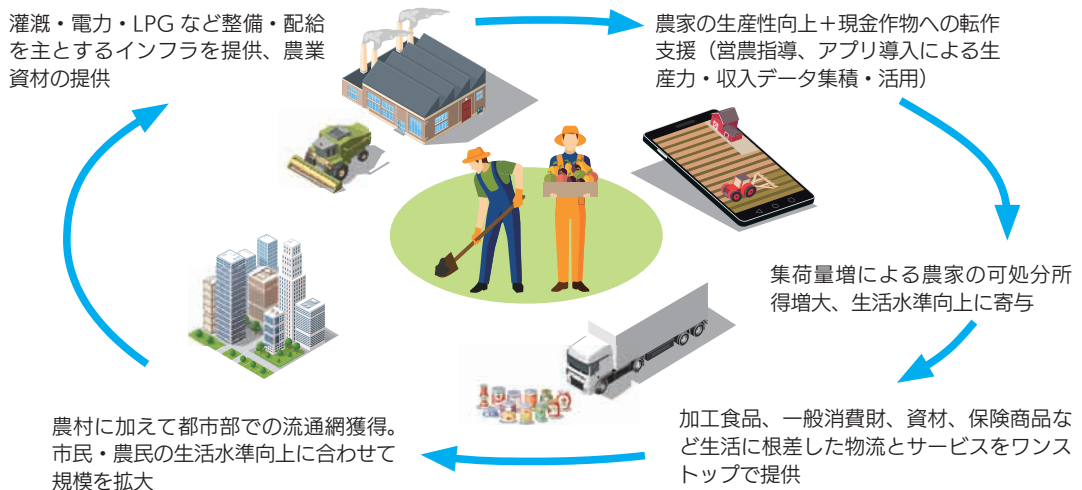 灌漑・電力・LPG など整備・配給
を主とするインフラを提供、農業
資材の提供
農家の生産性向上＋現金作物への転作
支援（営農指導、アプリ導入による生
産力・収入データ集積・活用）
集荷量増による農家の可処分所
得増大、生活水準向上に寄与
加工食品、一般消費財、資材、保険商品な
ど生活に根差した物流とサービスをワンス
トップで提供
農村に加えて都市部での流通網獲得。
市民・農民の生活水準向上に合わせて
規模を拡大